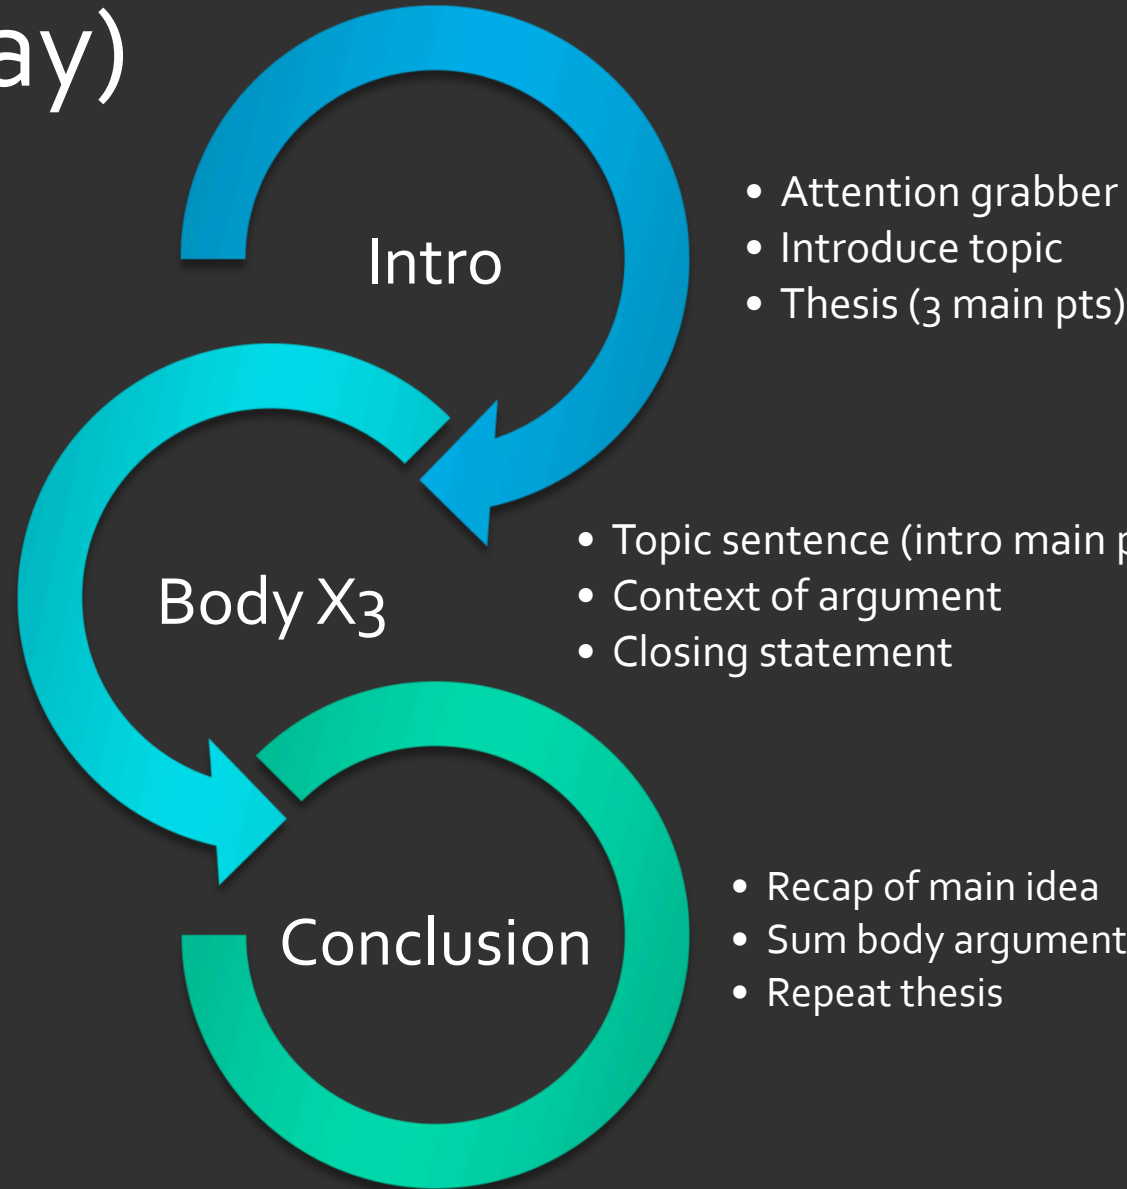 ay)
Intro
• Attention grabber
• Introduce topic
• Thesis (3 main pts)
Body X3
• Topic sentence (intro main p
• Context of argument
• Closing statement
Conclusion
• Recap of main idea
• Sum body argument
• Repeat thesis